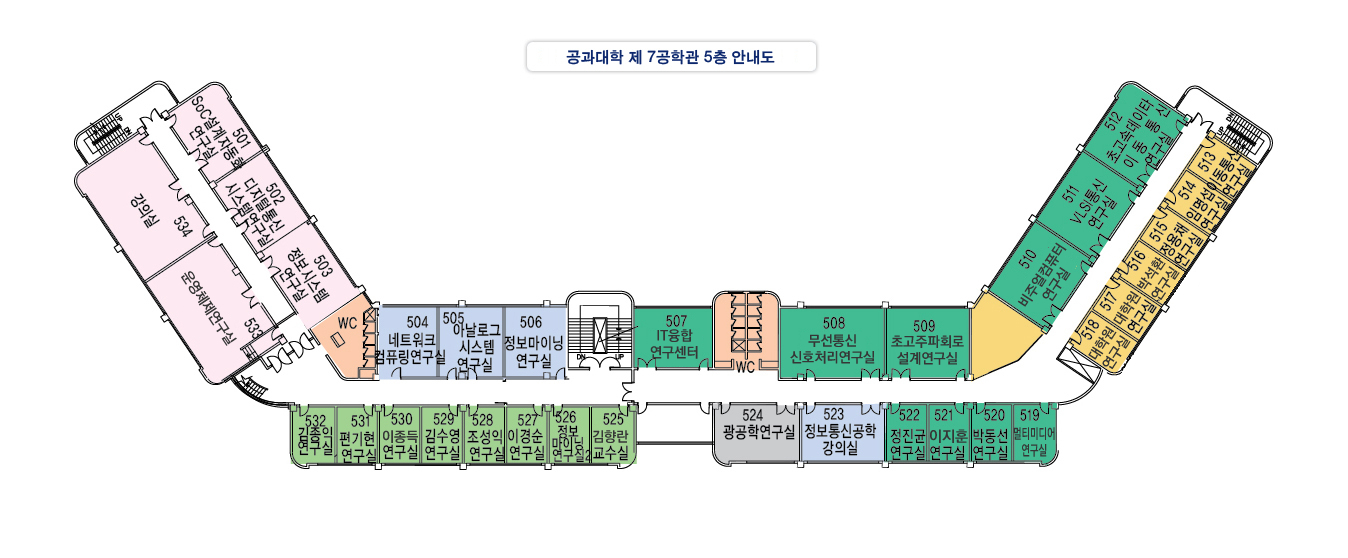 공과대학 제 7공학관 5층 안내도
501
SoC설계자동화
연구실
502
디지털통신
시스템연구실
503
정보시스템
연구실
534
강의실
533
운영체제연구실
WC
504
네트워크
컴퓨팅연구실
505
아날로그
시스템
연구실
506
정보마이닝
연구실
DN
UP
507
IT융합
연구센터
WC
508
무선통신
신호처리연구실
509
초고주파회로
설계연구실
510
비주얼컴퓨터
연구실
511
VLSI통신
연구실
512
초고속데이타
이동통신
연구실
513
이동통신
연구실
514
연구실
515
정용채
연구실
516
박석환
연구실
517
대학원
연구실
518
대학원
연구실
532
김종익
연구실
531
편기현
연구실
530
이종득
연구실
529
김수영
연구실
528
조성익
연구실
527
이경순
연구실
526
정보
마이닝
연구실2
525
김향란
교수실
524
광공학연구실
523
정보통신공학
강의실
522
정진균
연구실
521
이지훈
연구실
520
박동선
연구실
519
멀티미디어
연구실